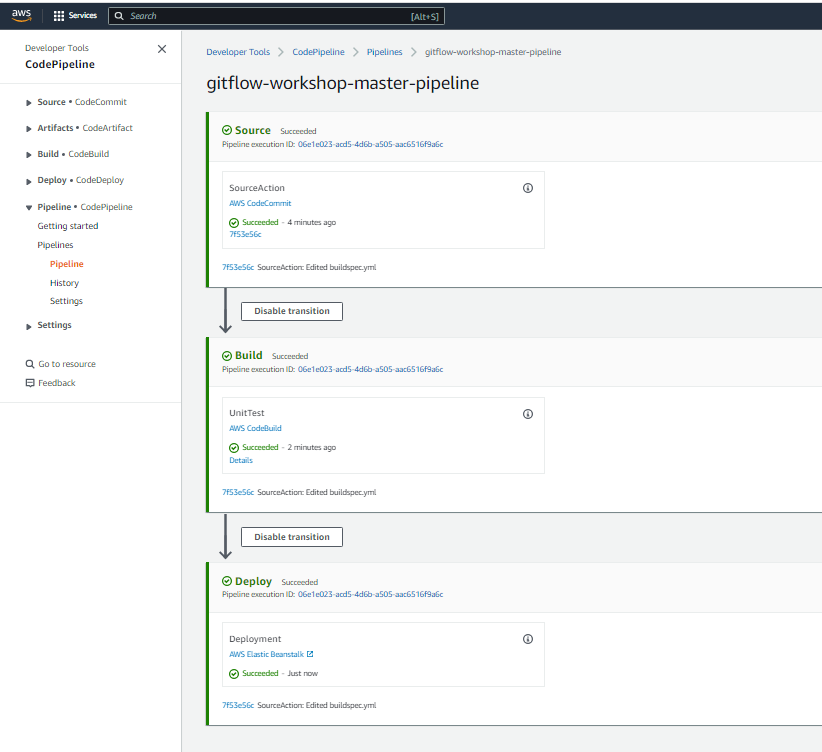 aws
Services
Search
[Alt+S]
Developer Tools
CodePipeline
Source • CodeCommit
Artifacts • CodeArtifact
Build • CodeBuild
Deploy • CodeDeploy
Pipeline • CodePipeline
Getting started
Pipelines
Pipeline
History
Settings
Settings
Go to resource
Feedback
Developer Tools > CodePipeline > Pipelines > gitflow-workshop-master-pipeline
gitflow-workshop-master-pipeline
Source Succeeded
Pipeline execution ID: 06e1e023-acd5-4d6b-a505-aac6516f9a6c
SourceAction
AWS CodeCommit
Succeeded - 4 minutes ago
7f53e56c
7f53e56c SourceAction: Edited buildspec.yml
Disable transition
Build Succeeded
Pipeline execution ID: 06e1e023-acd5-4d6b-a505-aac6516f9a6c
UnitTest
AWS CodeBuild
Succeeded - 2 minutes ago
Details
7f53e56c SourceAction: Edited buildspec.yml
Disable transition
Deploy Succeeded
Pipeline execution ID: 06e1e023-acd5-4d6b-a505-aac6516f9a6c
Deployment
AWS Elastic Beanstalk
Succeeded - Just now
7f53e56c SourceAction: Edited buildspec.yml